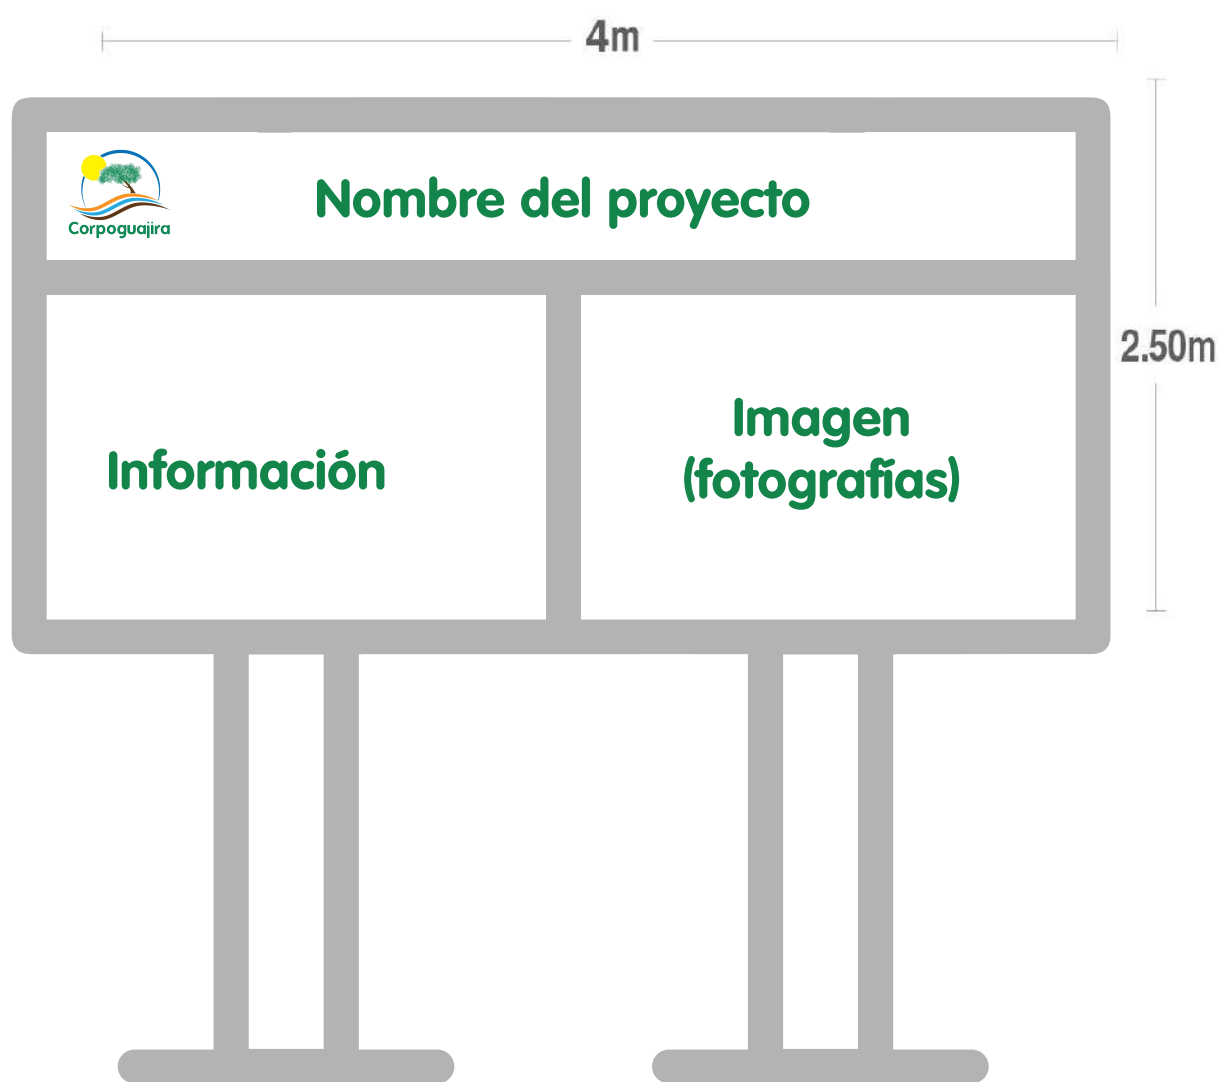 4m
Corpoguajira
Nombre del proyecto
2.50m
Información
Imagen
(fotografías)